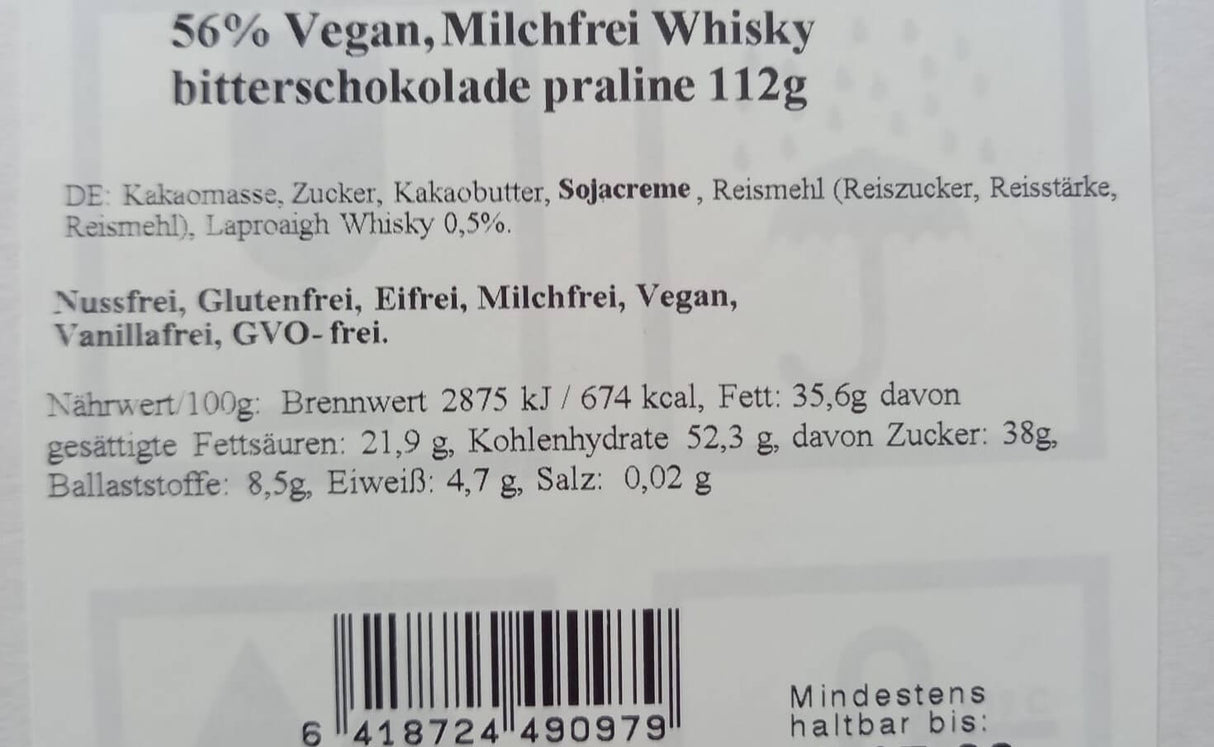 56% Vegan, Milchfrei Whisky
bitterschokolade praline 112g
DE: Kakaomasse, Zucker, Kakaobutter, Sojacreme , Reismehl (Reiszucker, Reisstärke,
Reismehl), Laproaigh Whisky 0,5%.
Nussfrei, Glutenfrei, Eifrei, Milchfrei, Vegan,
Vanillafrei, GVO- frei.
Nährwert/100g: Brennwert 2875 kJ / 674 kcal, Fett: 35,6g davon
gesättigte Fettsäuren: 21,9 g, Kohlenhydrate 52,3 g, davon Zucker: 38g,
Ballaststoffe: 8,5g, Eiweiß: 4,7 g, Salz: 0,02 g
6 418724 490979
Mindestens
haltbar bis: